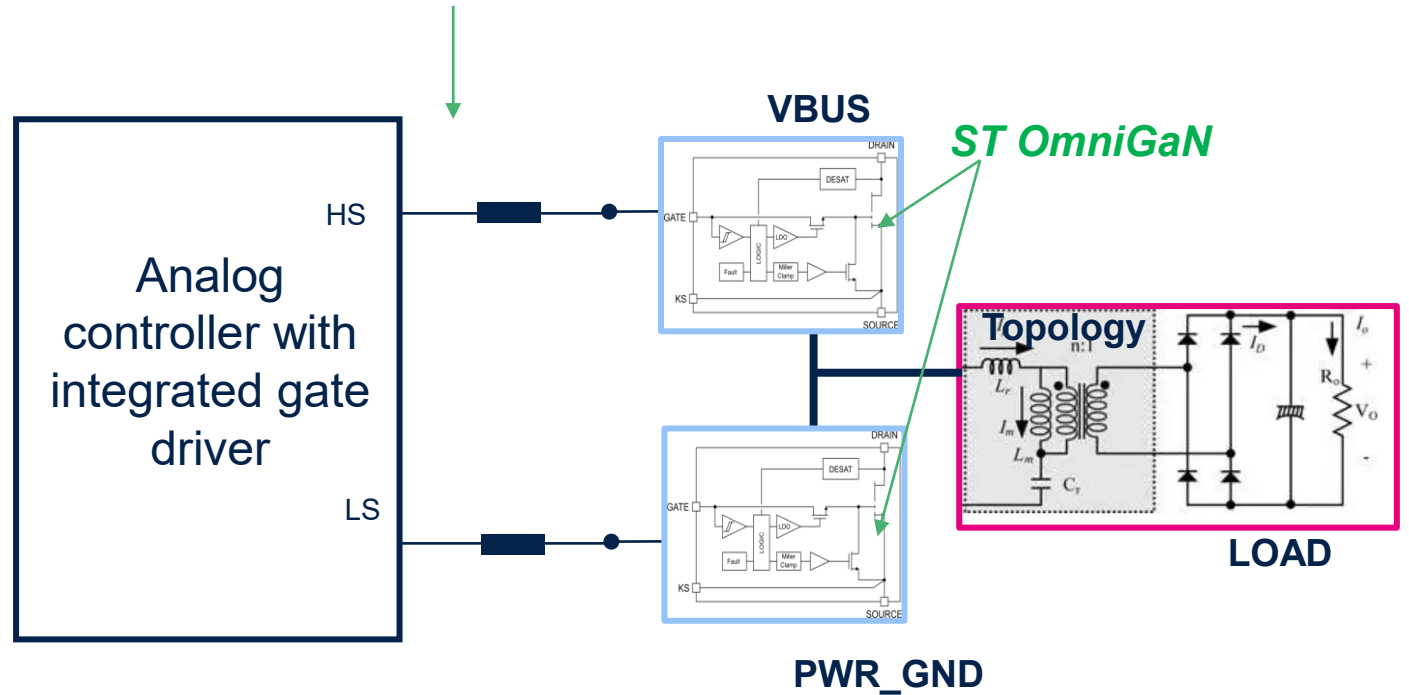 VBUS
ST OmniGaN
Analog
controller with
integrated gate
driver
HS
LS
DRAIN
DESAT
GATE
LOGIC
LDO
Fault
Miller
Clamp
KS
SOURCE
DRAIN
DESAT
GATE
LOGIC
LDO
Fault
Miller
Clamp
KS
SOURCE
Topology
n:1
Lr
Im
Lm
Cr
ID
Io
+
Ro
VO
-
LOAD
PWR_GND